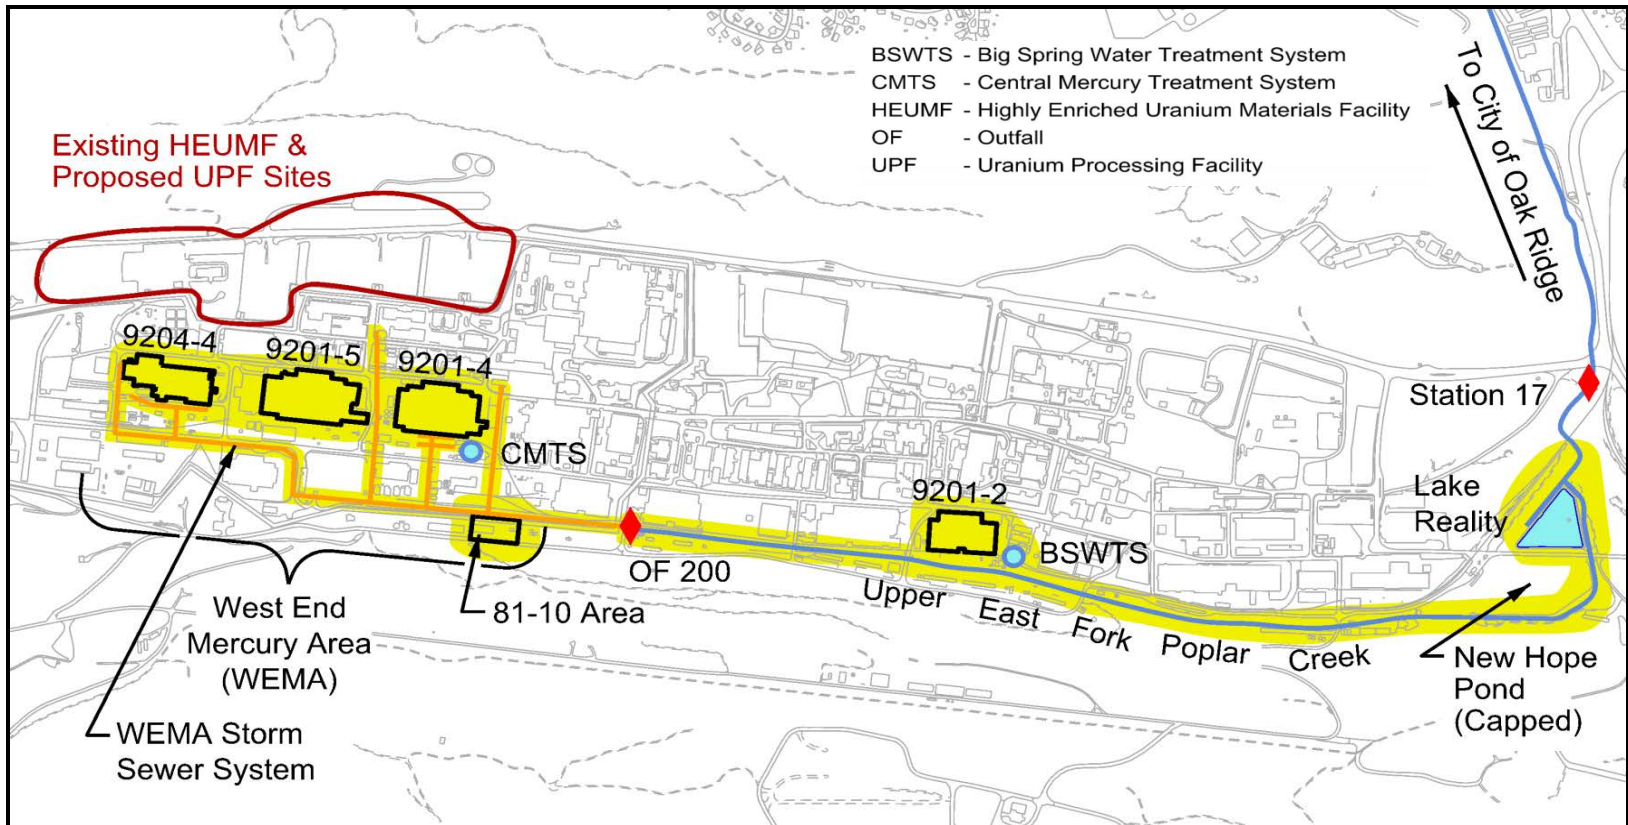 BSWTS - Big Spring Water Treatment System
CMTS - Central Mercury Treatment System
HEUMF - Highly Enriched Uranium Materials Facility
OF - Outfall
UPF - Uranium Processing Facility
To City of Oak Ridge
Existing HEUMF &
Proposed UPF Sites
9204-4
9201-5
9201-4
CMTS
Station 17
9201-2
Lake
Reality
BSWTS
OF 200
Upper East Fork Poplar Creek
81-10 Area
West End
Mercury Area
(WEMA)
New Hope
Pond
(Capped)
WEMA Storm
Sewer System